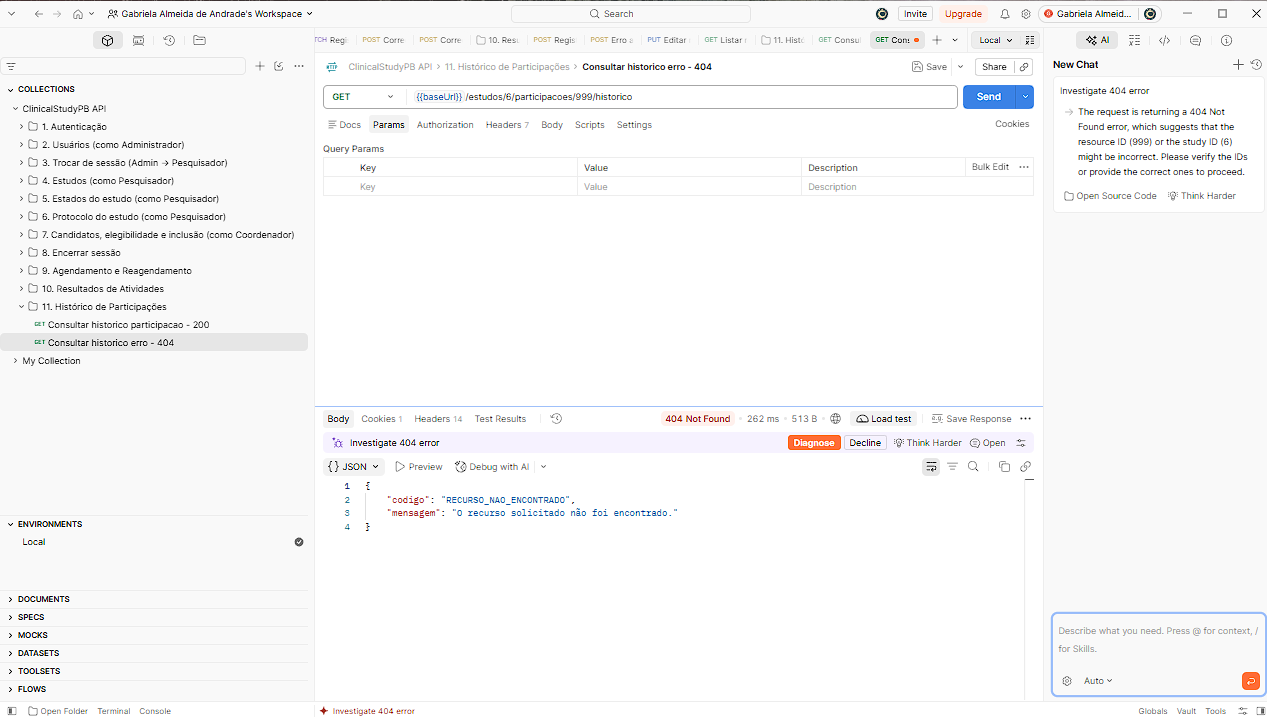 Gabriela Almeida de Andrade's Workspace
Search
Invite
Upgrade
Gabriela Almeid...
COLLECTIONS
ClinicalStudyPB API
1. Autenticação
2. Usuários (como Administrador)
3. Trocar de sessão (Admin → Pesquisador)
4. Estudos (como Pesquisador)
5. Estados do estudo (como Pesquisador)
6. Protocolo do estudo (como Pesquisador)
7. Candidatos, elegibilidade e inclusão (como Coordenador)
8. Encerrar sessão
9. Agendamento e Reagendamento
10. Resultados de Atividades
11. Histórico de Participações
GET Consultar historico participacao - 200
GET Consultar historico erro - 404
My Collection
ENVIRONMENTS
Local
DOCUMENTS
SPECS
MOCKS
DATASETS
TOOLSETS
FLOWS
Open Folder Terminal Console
POST Corre
POST Corre
POST Regis
POST Erro a
PUT Editar
GET Listar
11. Histo
GET Consu
GET Cons
Local
ClinicalStudyPB API > 11. Histórico de Participações > Consultar historico erro - 404
Save
Share
GET
{{baseUrl}} /estudos/6/participacoes/999/historico
Send
Docs Params Authorization Headers 7 Body Scripts Settings
Cookies
Query Params
Key Value Description Bulk Edit
Key Value Description
Body Cookies 1 Headers 14 Test Results
404 Not Found 262 ms 513 B Load test Save Response
Investigate 404 error
Diagnose Decline Think Harder Open
{} JSON Preview Debug with AI
1 {
2 "codigo": "RECURSO_NAO_ENCONTRADO",
3 "mensagem": "O recurso solicitado não foi encontrado."
4 }
Investigate 404 error
AI
New Chat
Investigate 404 error
→ The request is returning a 404 Not
Found error, which suggests that the
resource ID (999) or the study ID (6)
might be incorrect. Please verify the IDs
or provide the correct ones to proceed.
Open Source Code Think Harder
Describe what you need. Press @ for context, /
for Skills.
Auto
Globals Vault Tools